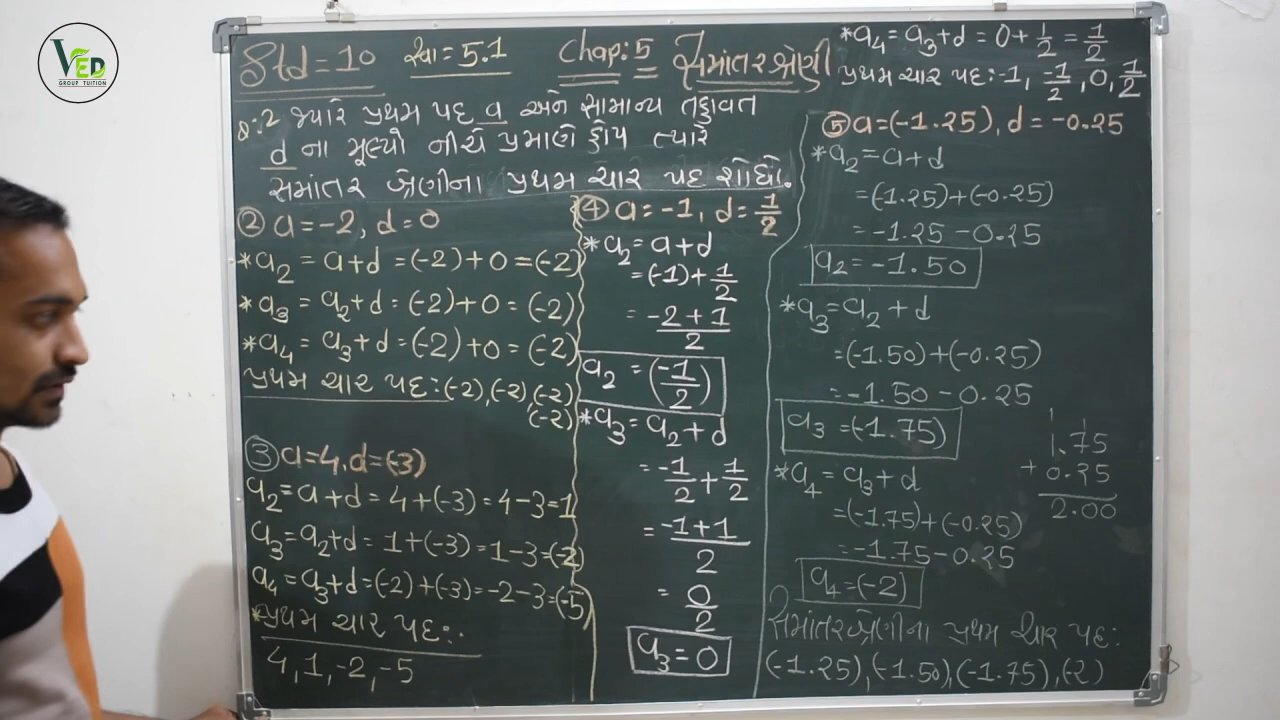 VED
GROUP TUITION
Std = 10 સ્વા = 5.1 Chap: 5 સમાંતર શ્રેણી
Q:2 જ્યારે પ્રથમ પદ a અને સામાન્ય તફાવત
d ના મૂલ્યો નીચે પ્રમાણે હોય ત્યારે
સમાંતર શ્રેણીના પ્રથમ ચાર પદ શોધો.
② a = -2, d = 0
* a₂ = a+d = (-2)+0 = (-2)
* a₃ = a₂+d = (-2)+0 = (-2)
* a₄ = a₃+d = (-2)+0 = (-2)
પ્રથમ ચાર પદ: (-2), (-2), (-2)
(-2)
③ a=4, d=(-3)
a₂ = a+d = 4+(-3) = 4-3=1
a₃ = a₂+d = 1+(-3) = 1-3=(-2)
a₄ = a₃+d = (-2)+(-3) = -2-3=(-5)
* પ્રથમ ચાર પદ:
4, 1, -2, -5
④ a = -1, d = 1/2
* a₂ = a+d
= (-1) + 1/2
= -2+1/2
a₂ = (-1/2)
* a₃ = a₂+d
= -1/2 + 1/2
= -1+1/2
= 0/2
a₃ = 0
* a₄ = a₃+d = 0+1/2 = 1/2
પ્રથમ ચાર પદ: -1, -1/2, 0, 1/2
⑤ a = (-1.25), d = -0.25
* a₂ = a+d
= (-1.25)+(-0.25)
= -1.25 - 0.25
a₂ = -1.50
* a₃ = a₂+d
= (-1.50)+(-0.25)
= -1.50 - 0.25
a₃ = (-1.75)
* a₄ = a₃+d
= (-1.75)+(-0.25)
= -1.75 - 0.25
a₄ = (-2)
1.75
+ 0.25
2.00
સમાંતર શ્રેણીના પ્રથમ ચાર પદ:
(-1.25), (-1.50), (-1.75), (-2)